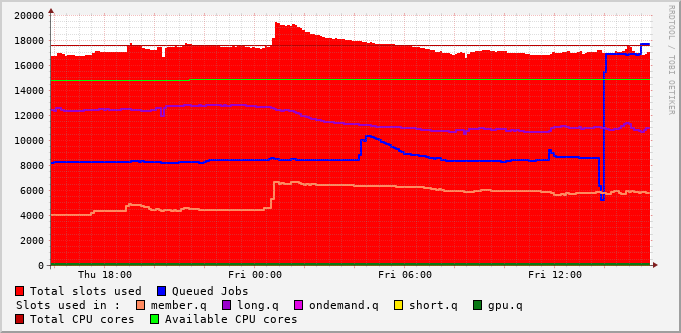 20000
18000
16000
14000
12000
10000
8000
6000
4000
2000
0
Thu 18:00 Fri 00:00 Fri 06:00 Fri 12:00
RRDTOOL / TOBI OETIKER
Total slots used Queued Jobs
Slots used in : member.q long.q ondemand.q short.q gpu.q
Total CPU cores Available CPU cores